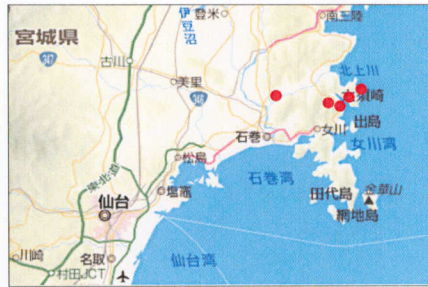 宮城県
伊豆沼
登米
南三陸
347
古川
北上川
美里
346
石巻
女川
出島
女川湾
松島
東北道
塩竈
石巻湾
仙台
田代島
金華山
網地島
川崎
名取
仙台湾
村田JCT